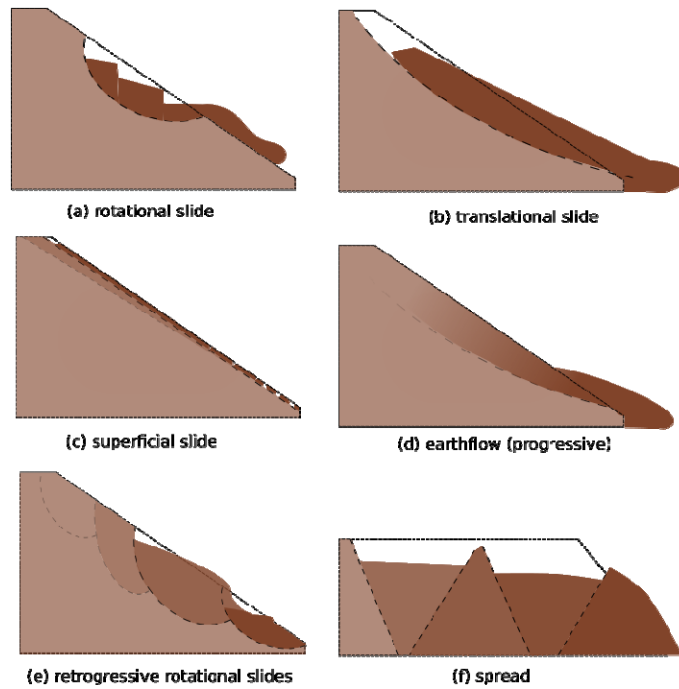 (a) rotational slide
(b) translational slide
(c) superficial slide
(d) earthflow (progressive)
(e) retrogressive rotational slides
(f) spread